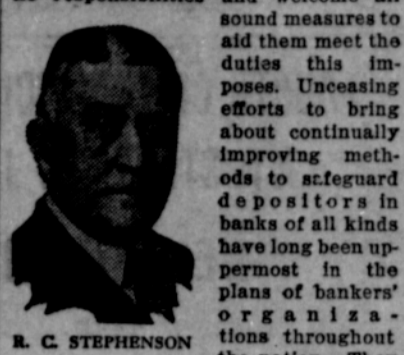 sound measures to
aid them meet the
duties this im-
poses. Unceasing
efforts to bring
about continually
improving meth-
ods to safeguard
depositors in
banks of all kinds
have long been up-
permost in the
plans of bankers'
organiza-
tions throughout
R. C. STEPHENSON